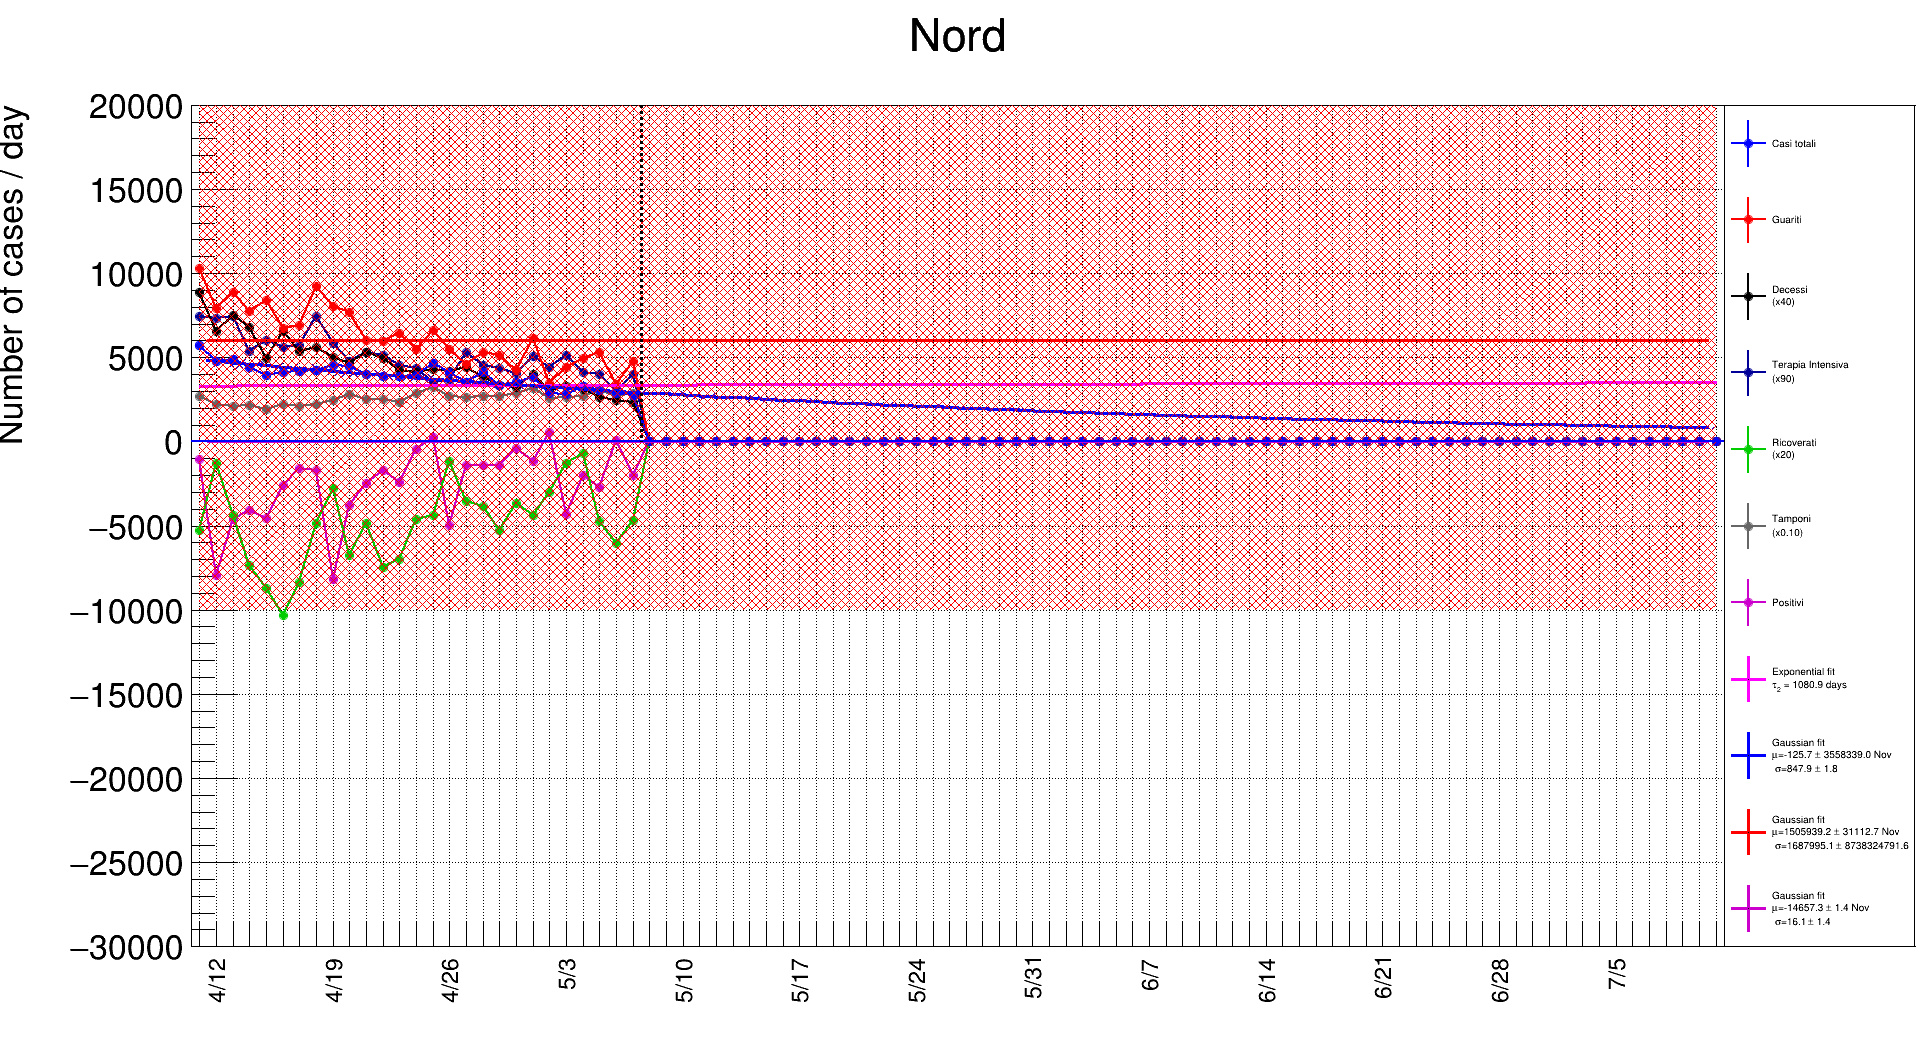 Nord
Number of cases / day
20000
15000
10000
5000
0
−5000
−10000
−15000
−20000
−25000
−30000
4/12
4/19
4/26
5/3
5/10
5/17
5/24
5/31
6/7
6/14
6/21
6/28
7/5
Casi totali
Guariti
Decessi
(x40)
Terapia Intensiva
(x90)
Ricoverati
(x20)
Tamponi
(x0.10)
Positivi
Exponential fit
τ2 = 1080.9 days
Gaussian fit
μ=-125.7 ± 3558339.0 Nov
σ=847.9 ± 1.8
Gaussian fit
μ=1505939.2 ± 31112.7 Nov
σ=1687995.1 ± 8738324791.6
Gaussian fit
μ=-14657.3 ± 1.4 Nov
σ=16.1 ± 1.4